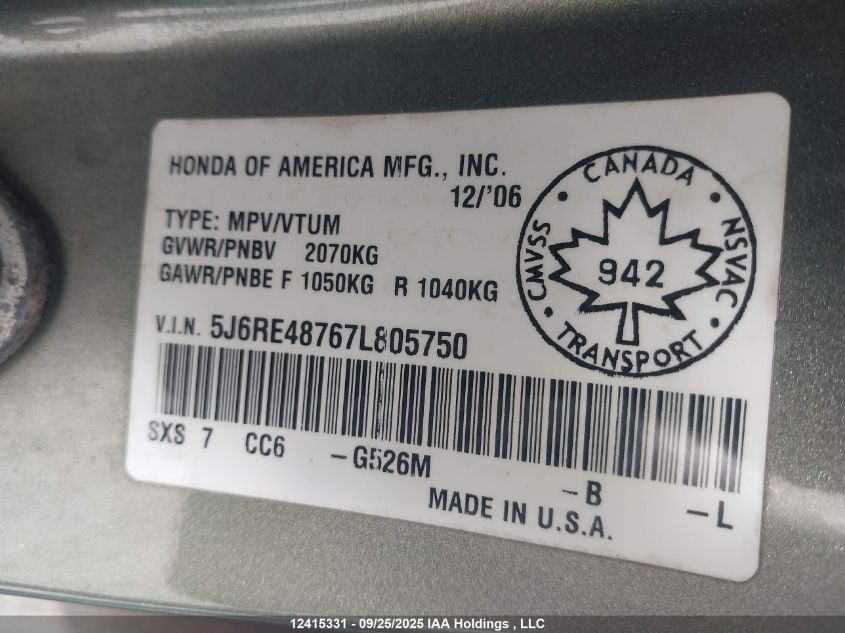 HONDA OF AMERICA MFG., INC.
12/'06
TYPE: MPV/VTUM
GVWR/PNBV 2070KG
GAWR/PNBE F 1050KG R 1040KG
V.I.N. 5J6RE48767L805750
CANADA
CMVSS
NSVAC
942
TRANSPORT
SXS 7 CC6 -G526M -B -L
MADE IN U.S.A.
12415331 - 09/25/2025 IAA Holdings , LLC